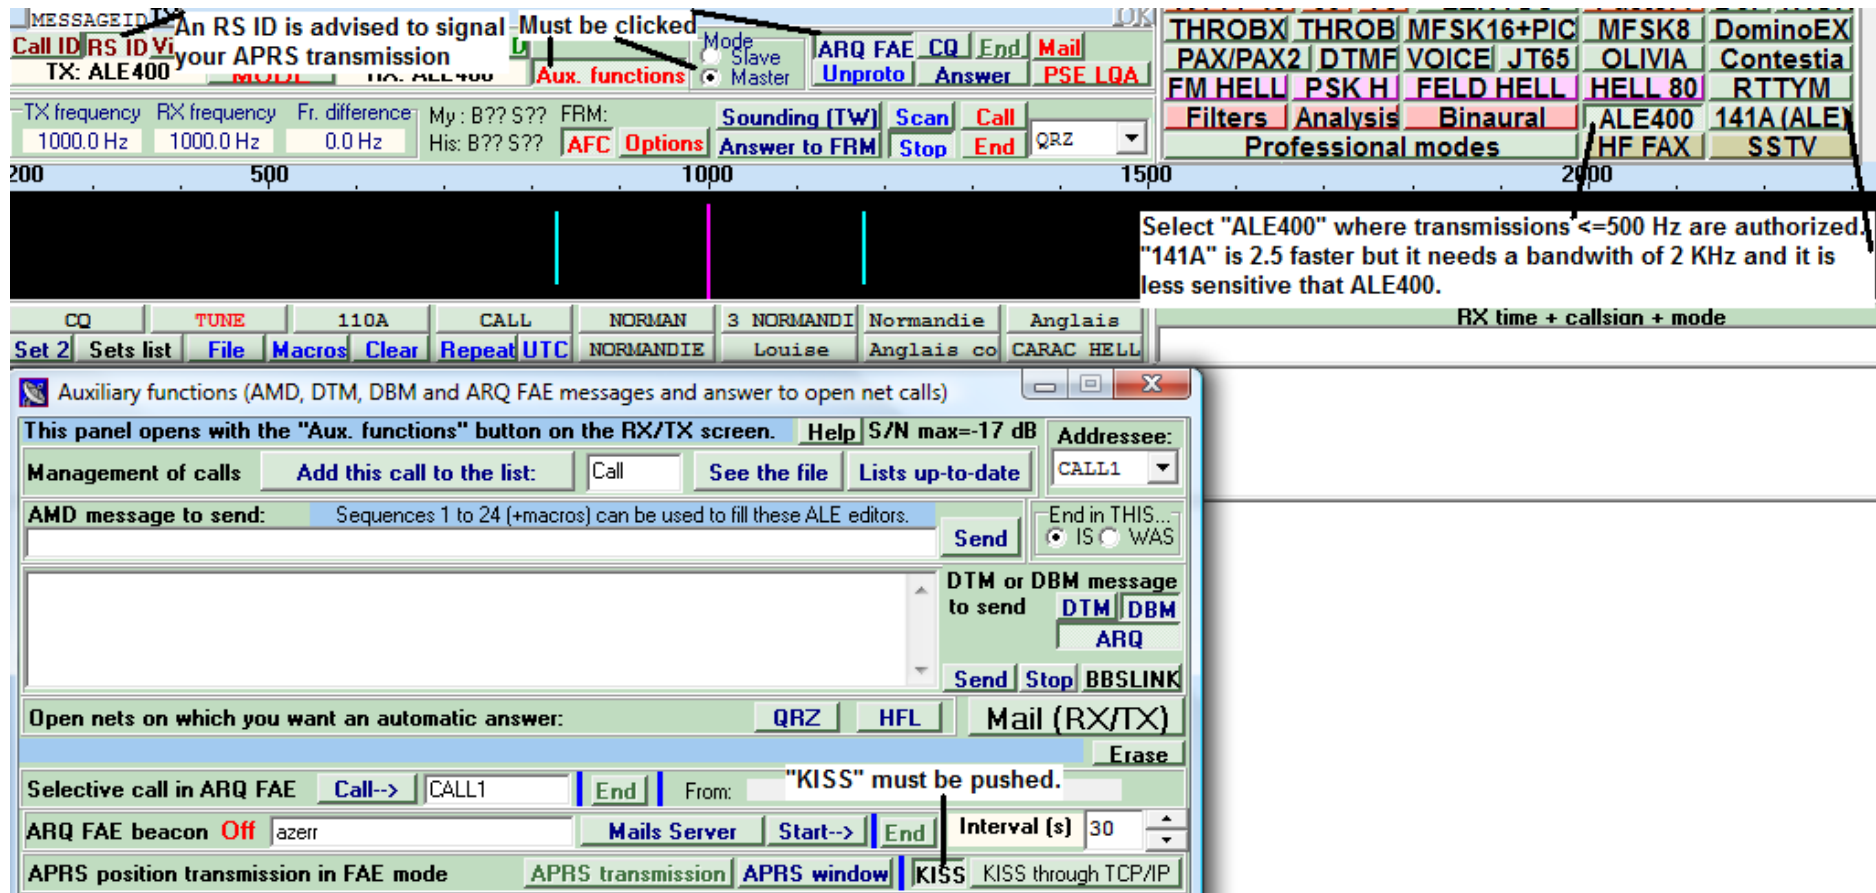 MESSAGEID TX
An RS ID is advised to signal
your APRS transmission
Must be clicked
OK
Call ID RS ID Vi
TX: ALE400
Aux. functions
Mode
Slave
Master
ARQ FAE CQ End Mail
Unproto Answer PSE LQA
THROBX THROB MFSK16+PIC MFSK8 DominoEX
PAX/PAX2 DTMF VOICE JT65 OLIVIA Contestia
FM HELL PSK H FELD HELL HELL 80 RTTYM
Filters Analysis Binaural ALE400 141A (ALE)
Professional modes HF FAX SSTV
TX frequency RX frequency Fr. difference
1000.0 Hz 1000.0 Hz 0.0 Hz
My : B?? S?? FRM:
His: B?? S?? AFC Options
Sounding (TW) Scan Call
Answer to FRM Stop End
QRZ
200 500 1000 1500 2000
Select "ALE400" where transmissions <=500 Hz are authorized.
"141A" is 2.5 faster but it needs a bandwith of 2 KHz and it is
less sensitive that ALE400.
CQ TUNE 110A CALL NORMAN 3 NORMANDI Normandie Anglais
Set 2 Sets list File Macros Clear Repeat UTC NORMANDIE Louise Anglais co CARAC HELL
RX time + callsign + mode
Auxiliary functions (AMD, DTM, DBM and ARQ FAE messages and answer to open net calls)
This panel opens with the "Aux. functions" button on the RX/TX screen. Help S/N max=-17 dB
Addressee:
CALL1
Management of calls Add this call to the list: Call See the file Lists up-to-date
AMD message to send: Sequences 1 to 24 (+macros) can be used to fill these ALE editors.
Send
End in THIS...
IS WAS
DTM or DBM message
to send DTM DBM
ARQ
Send Stop BBSLINK
Open nets on which you want an automatic answer: QRZ HFL Mail (RX/TX)
Erase
"KISS" must be pushed.
Selective call in ARQ FAE Call--> CALL1 End From:
ARQ FAE beacon Off azerr Mails Server Start--> End Interval (s) 30
APRS position transmission in FAE mode APRS transmission APRS window KISS KISS through TCP/IP